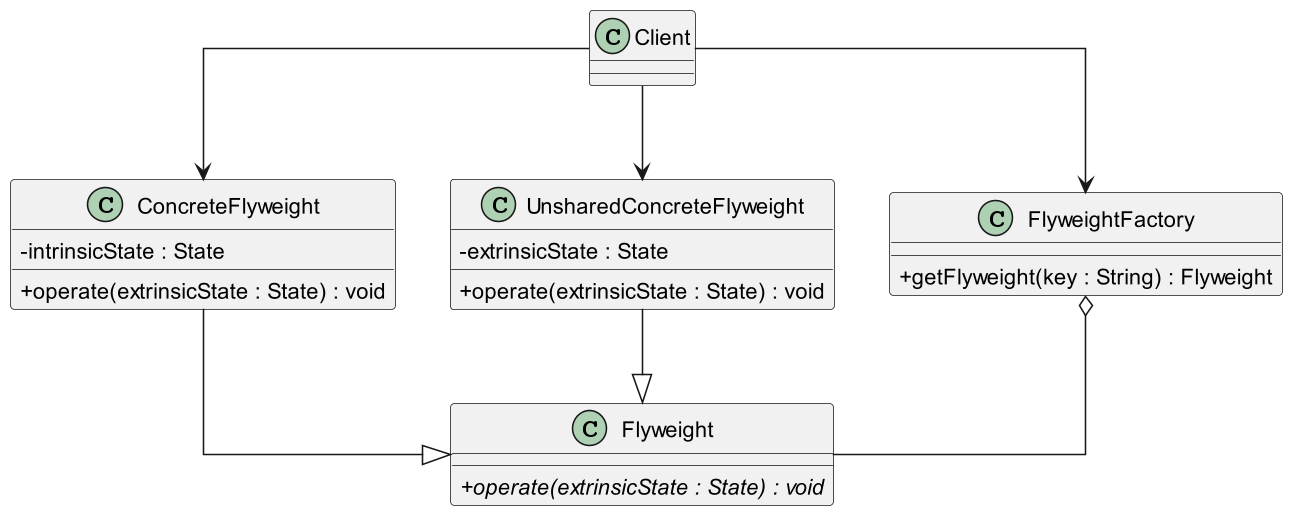 C Client
C ConcreteFlyweight
-intrinsicState : State
+operate(extrinsicState : State) : void
C UnsharedConcreteFlyweight
-extrinsicState : State
+operate(extrinsicState : State) : void
C FlyweightFactory
+getFlyweight(key : String) : Flyweight
C Flyweight
+operate(extrinsicState : State) : void